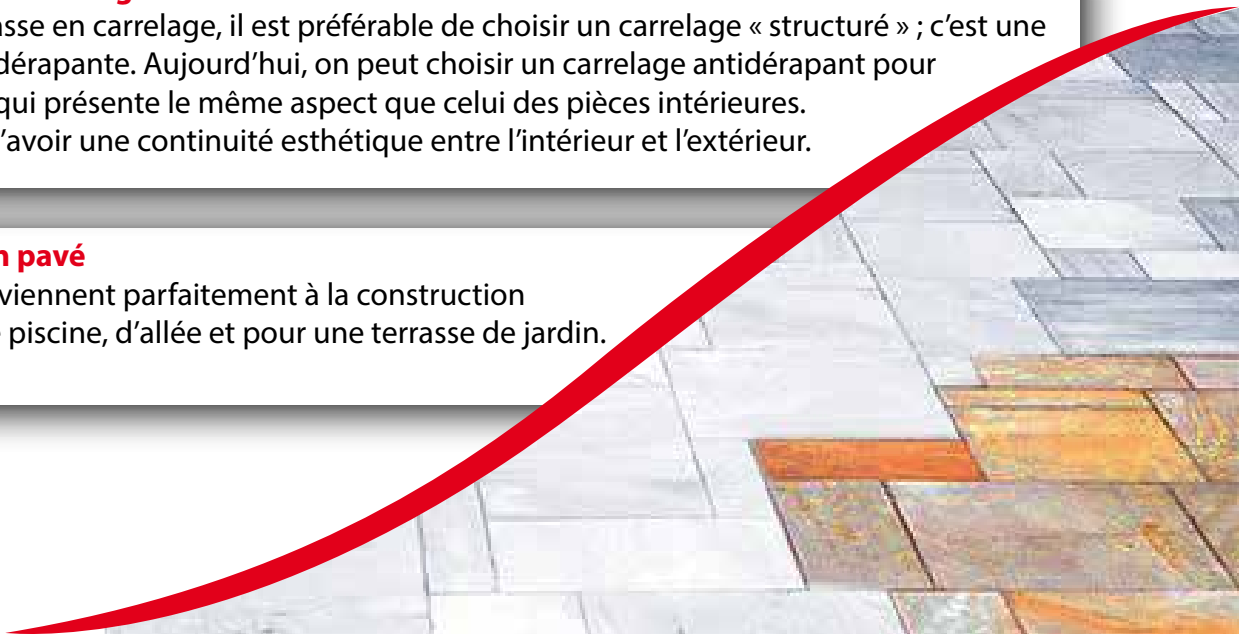 asse en carrelage, il est préférable de choisir un carrelage « structuré » ; c’est une
dérapante. Aujourd’hui, on peut choisir un carrelage antidérapant pour
qui présente le même aspect que celui des pièces intérieures.
’avoir une continuité esthétique entre l’intérieur et l’extérieur.
n pavé
viennent parfaitement à la construction
piscine, d’allée et pour une terrasse de jardin.